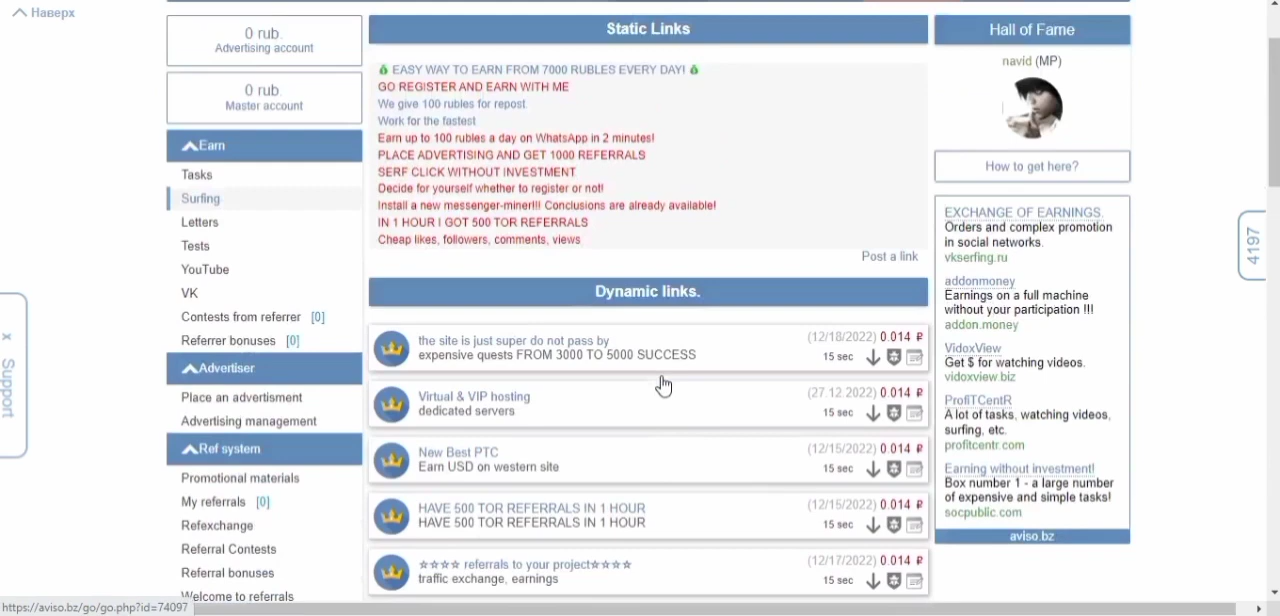 Наверх
0 rub.
Advertising account
0 rub.
Master account
Earn
Tasks
Surfing
Letters
Tests
YouTube
VK
Contests from referrer [0]
Referrer bonuses [0]
Advertiser
Place an advertisment
Advertising management
Ref system
Promotional materials
My referrals [0]
Refexchange
Referral Contests
Referral bonuses
Welcome to referrals
Static Links
EASY WAY TO EARN FROM 7000 RUBLES EVERY DAY!
GO REGISTER AND EARN WITH ME
We give 100 rubles for repost
Work for the fastest
Earn up to 100 rubles a day on WhatsApp in 2 minutes!
PLACE ADVERTISING AND GET 1000 REFERRALS
SERF CLICK WITHOUT INVESTMENT
Decide for yourself whether to register or not!
Install a new messenger-miner!!! Conclusions are already available!
IN 1 HOUR I GOT 500 TOR REFERRALS
Cheap likes, followers, comments, views
Post a link
Dynamic links.
the site is just super do not pass by
expensive quests FROM 3000 TO 5000 SUCCESS
(12/18/2022) 0.014 ₽
15 sec
Virtual & VIP hosting
dedicated servers
(27.12.2022) 0.014 ₽
15 sec
New Best PTC
Earn USD on western site
(12/15/2022) 0.014 ₽
15 sec
HAVE 500 TOR REFERRALS IN 1 HOUR
HAVE 500 TOR REFERRALS IN 1 HOUR
(12/15/2022) 0.014 ₽
15 sec
☆☆☆☆ referrals to your project☆☆☆☆
traffic exchange, earnings
(12/17/2022) 0.014 ₽
15 sec
Hall of Fame
navid (MP)
How to get here?
EXCHANGE OF EARNINGS.
Orders and complex promotion
in social networks.
vkserfing.ru
addonmoney
Earnings on a full machine
without your participation !!!
addon.money
VidoxView
Get $ for watching videos.
vidoxview.biz
ProfiTCentR
A lot of tasks, watching videos,
surfing, etc.
profitcentr.com
Earning without investment!
Box number 1 - a large number
of expensive and simple tasks!
socpublic.com
aviso.bz
4197
x Support
https://aviso.bz/go/go.php?id=74097